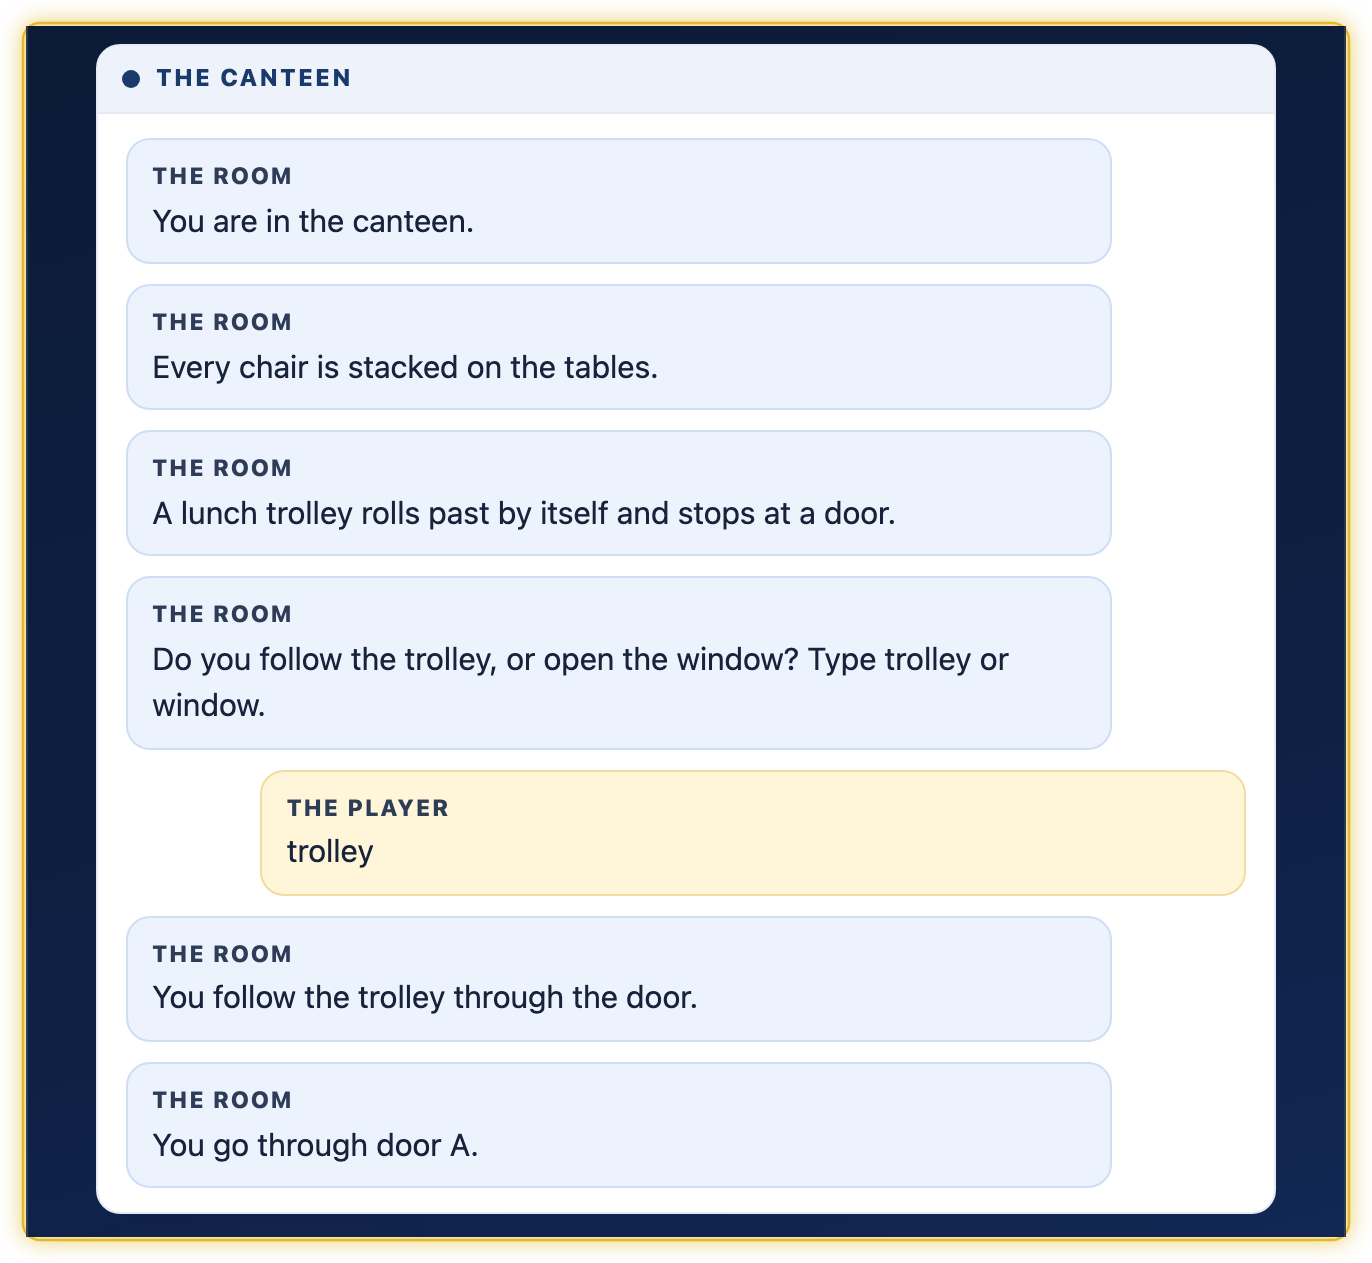 THE CANTEEN
THE ROOM
You are in the canteen.
THE ROOM
Every chair is stacked on the tables.
THE ROOM
A lunch trolley rolls past by itself and stops at a door.
THE ROOM
Do you follow the trolley, or open the window? Type trolley or
window.
THE PLAYER
trolley
THE ROOM
You follow the trolley through the door.
THE ROOM
You go through door A.